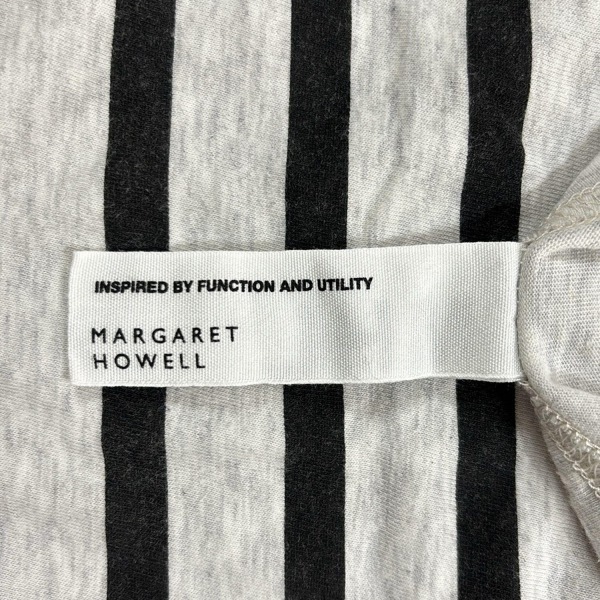 INSPIRED BY FUNCTION AND UTILITY
MARGARET
HOWELL